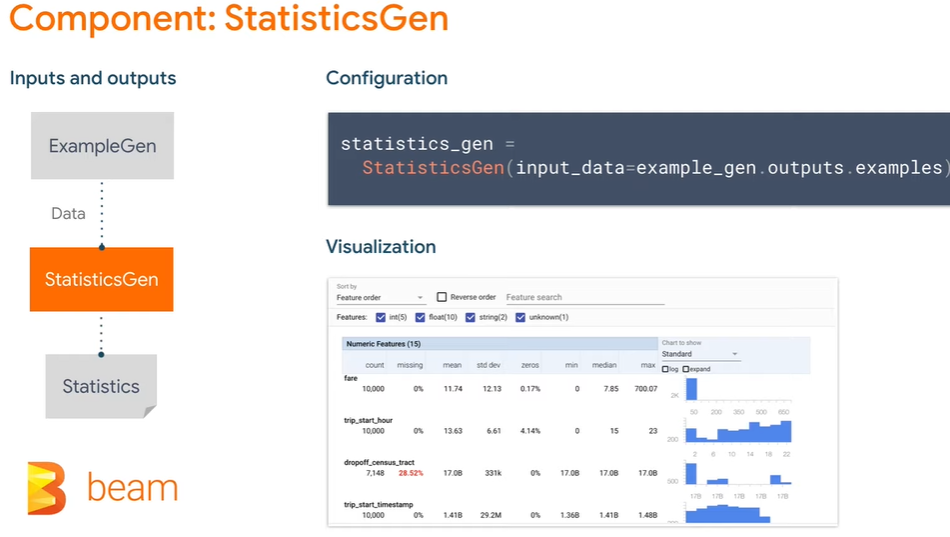 Component: StatisticsGen
Inputs and outputs
ExampleGen
Data
StatisticsGen
Statistics
beam
Configuration
statistics_gen =
StatisticsGen(input_data=example_gen.outputs.examples)
Visualization
Sort by
Feature order
Reverse order
Feature search
Features: int(5) float(10) string(2) unknown(1)
Numeric Features (15)
Chart to show
Standard
log expand
count missing mean std dev zeros min median max
fare
10,000 0% 11.74 12.13 0.17% 0 7.85 700.07
2K
50 200 350 500 650
trip_start_hour
10,000 0% 13.63 6.61 4.14% 0 15 23
200
2 6 10 14 18 22
dropoff_census_tract
7,148 28.52% 17.0B 331k 0% 17.0B 17.0B 17.0B
500
17B 17B 17B 17B 17B
trip_start_timestamp
10,000 0% 1.41B 29.2M 0% 1.36B 1.41B 1.48B